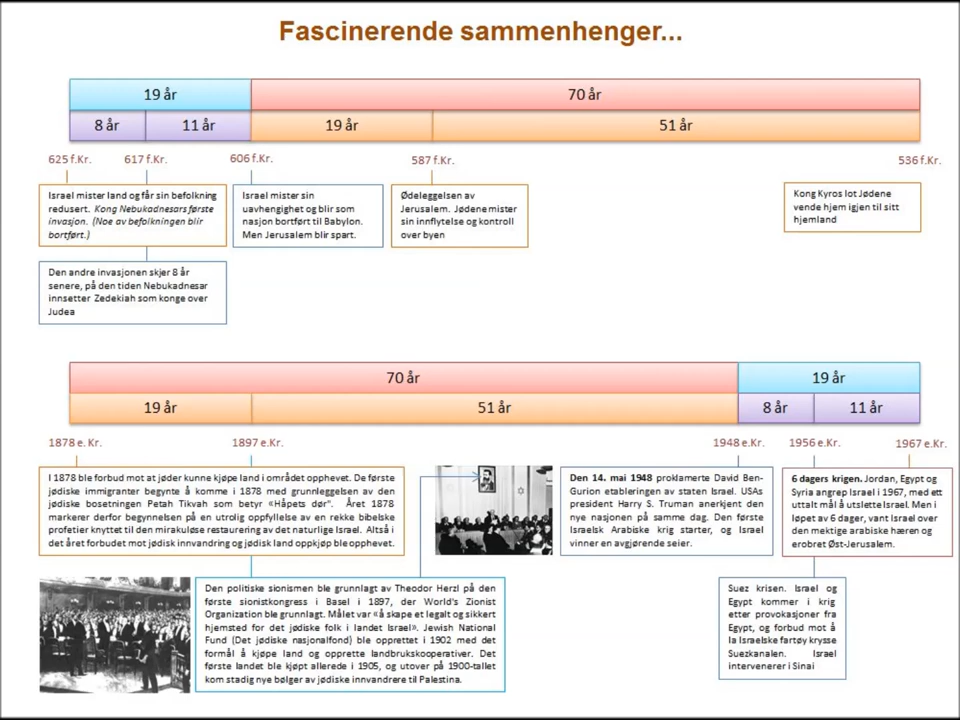 Fascinerende sammenhenger...
19 år
70 år
8 år
11 år
19 år
51 år
625 f.Kr.
617 f.Kr.
606 f.Kr.
587 f.Kr.
536 f.Kr.
Israel mister land og får sin befolkning
redusert. Kong Nebukadnesars første
invasjon. (Noe av befolkningen blir
bortført.)
Israel mister sin
uavhengighet og blir som
nasjon bortført til Babylon.
Men Jerusalem blir spart.
Ødeleggelsen av
Jerusalem. Jødene mister
sin innflytelse og kontroll
over byen
Kong Kyros lot Jødene
vende hjem igjen til sitt
hjemland
Den andre invasjonen skjer 8 år
senere, på den tiden Nebukadnesar
innsetter Zedekiah som konge over
Judea
70 år
19 år
19 år
51 år
8 år
11 år
1878 e. Kr.
1897 e.Kr.
1948 e.Kr.
1956 e.Kr.
1967 e.Kr.
I 1878 ble forbud mot at jøder kunne kjøpe land i området opphevet. De første
jødiske immigranter begynte å komme i 1878 med grunnleggelsen av den
jødiske bosetningen Petah Tikvah som betyr «Håpets dør". Året 1878
markerer derfor begynnelsen på en utrolig oppfyllelse av en rekke bibelske
profetier knyttet til den mirakuløse restaurering av det naturlige Israel. Altså i
det året forbudet mot jødisk innvandring og jødisk land oppkjøp ble opphevet.
Den 14. mai 1948 proklamerte David Ben-
Gurion etableringen av staten Israel. USAs
president Harry S. Truman anerkjent den
nye nasjonen på samme dag. Den første
Israelsk Arabiske krig starter, og Israel
vinner en avgjørende seier.
6 dagers krigen. Jordan, Egypt og
Syria angrep Israel i 1967, med ett
uttalt mål å utslette Israel. Men i
løpet av 6 dager, vant Israel over
den mektige arabiske hæren og
erobret Øst-Jerusalem.
Den politiske sionismen ble grunnlagt av Theodor Herzl på den
første sionistkongress i Basel i 1897, der World's Zionist
Organization ble grunnlagt. Målet var «å skape et legalt og sikkert
hjemsted for det jødiske folk i landet Israel». Jewish National
Fund (Det jødiske nasjonalfond) ble opprettet i 1902 med det
formål å kjøpe land og opprette landbrukskooperativer. Det
første landet ble kjøpt allerede i 1905, og utover på 1900-tallet
kom stadig nye bølger av jødiske innvandrere til Palestina.
Suez krisen. Israel og
Egypt kommer i krig
etter provokasjoner fra
Egypt, og forbud mot å
la Israelske fartøy krysse
Suezkanalen. Israel
intervenerer i Sinai